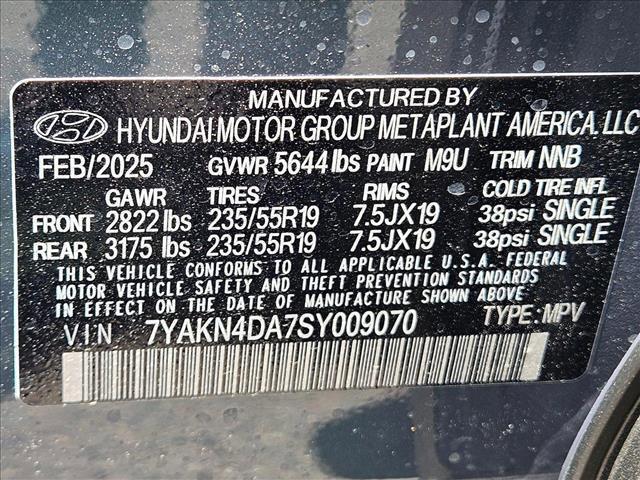 MANUFACTURED BY
HYUNDAI MOTOR GROUP METAPLANT AMERICA, LLC
FEB/2025 GVWR 5644 lbs PAINT M9U TRIM NNB
GAWR TIRES RIMS COLD TIRE INFL
FRONT 2822 lbs 235/55R19 7.5JX19 38psi SINGLE
REAR 3175 lbs 235/55R19 7.5JX19 38psi SINGLE
THIS VEHICLE CONFORMS TO ALL APPLICABLE U.S.A. FEDERAL
MOTOR VEHICLE SAFETY AND THEFT PREVENTION STANDARDS
IN EFFECT ON THE DATE OF MANUFACTURE SHOWN ABOVE.
VIN 7YAKN4DA7SY009070 TYPE: MPV